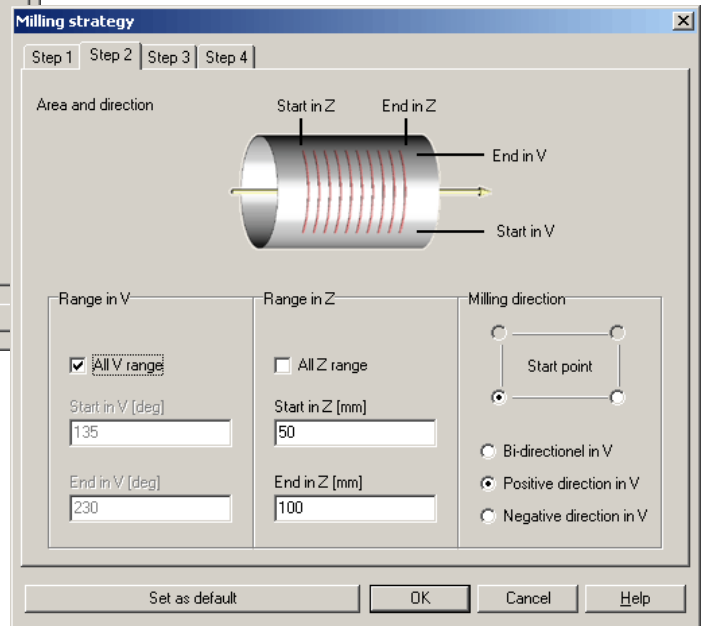 Milling strategy
Step 1 Step 2 Step 3 Step 4
Area and direction
Start in Z End in Z
End in V
Start in V
Range in V Range in Z Milling direction
All V range All Z range Start point
Start in V [deg] Start in Z [mm]
135 50
Bi-directionel in V
End in V [deg] End in Z [mm] Positive direction in V
230 100
Negative direction in V
Set as default OK Cancel Help